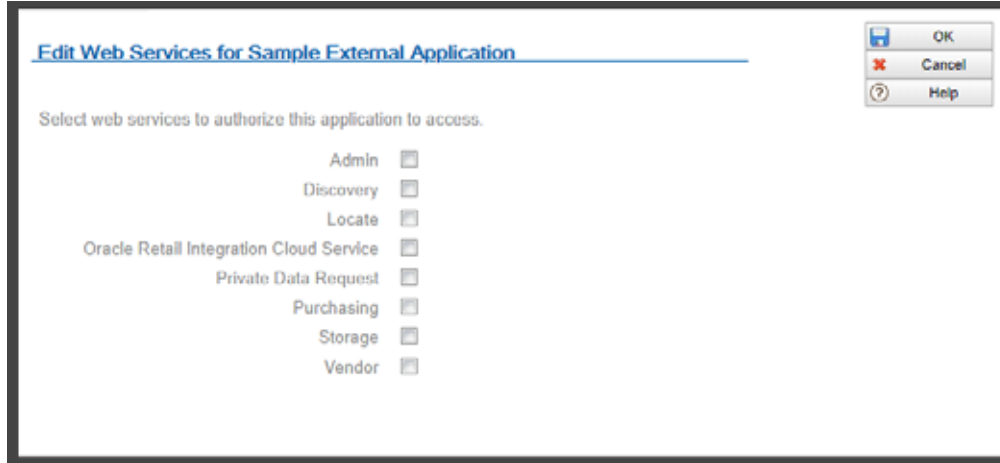 Edit Web Services for Sample External Application
OK
Cancel
Help
Select web services to authorize this application to access.
Admin
Discovery
Locate
Oracle Retail Integration Cloud Service
Private Data Request
Purchasing
Storage
Vendor